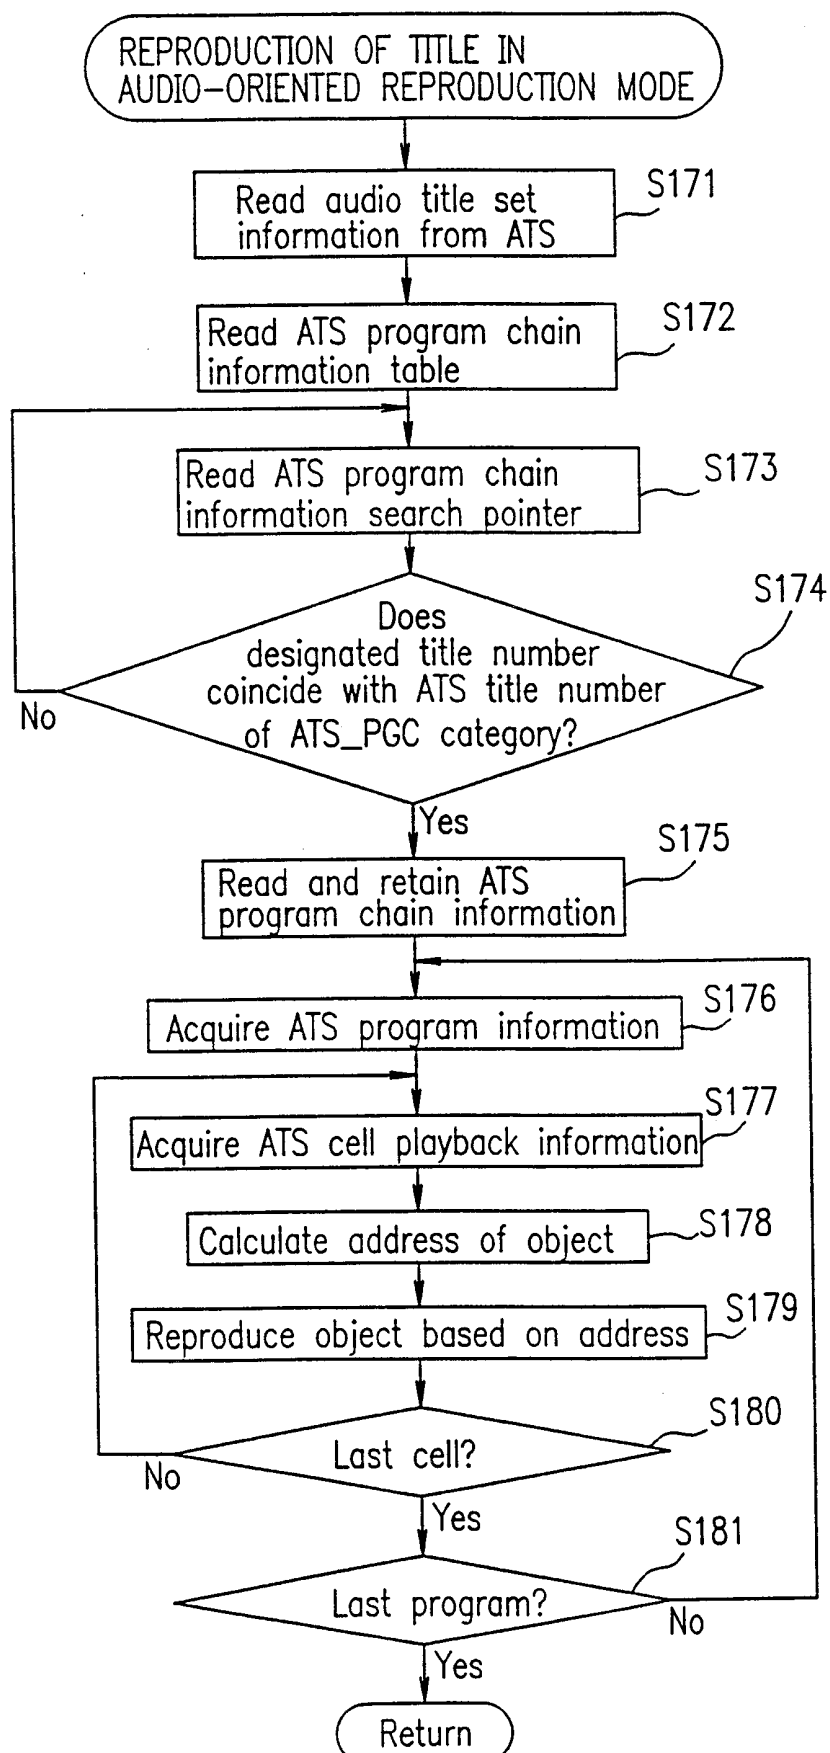 REPRODUCTION OF TITLE IN
AUDIO-ORIENTED REPRODUCTION MODE
S171
Read audio title set
information from ATS
S172
Read ATS program chain
information table
S173
Read ATS program chain
information search pointer
S174
Does
designated title number
coincide with ATS title number
of ATS_PGC category?
No
Yes
S175
Read and retain ATS
program chain information
S176
Acquire ATS program information
S177
Acquire ATS cell playback information
S178
Calculate address of object
S179
Reproduce object based on address
S180
Last cell?
No
Yes
S181
Last program?
No
Yes
Return